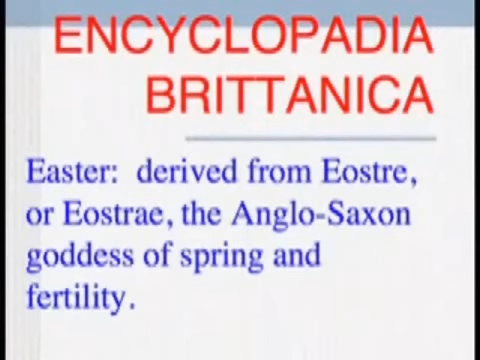 ENCYCLOPADIA
BRITTANICA
Easter: derived from Eostre,
or Eostrae, the Anglo-Saxon
goddess of spring and
fertility.